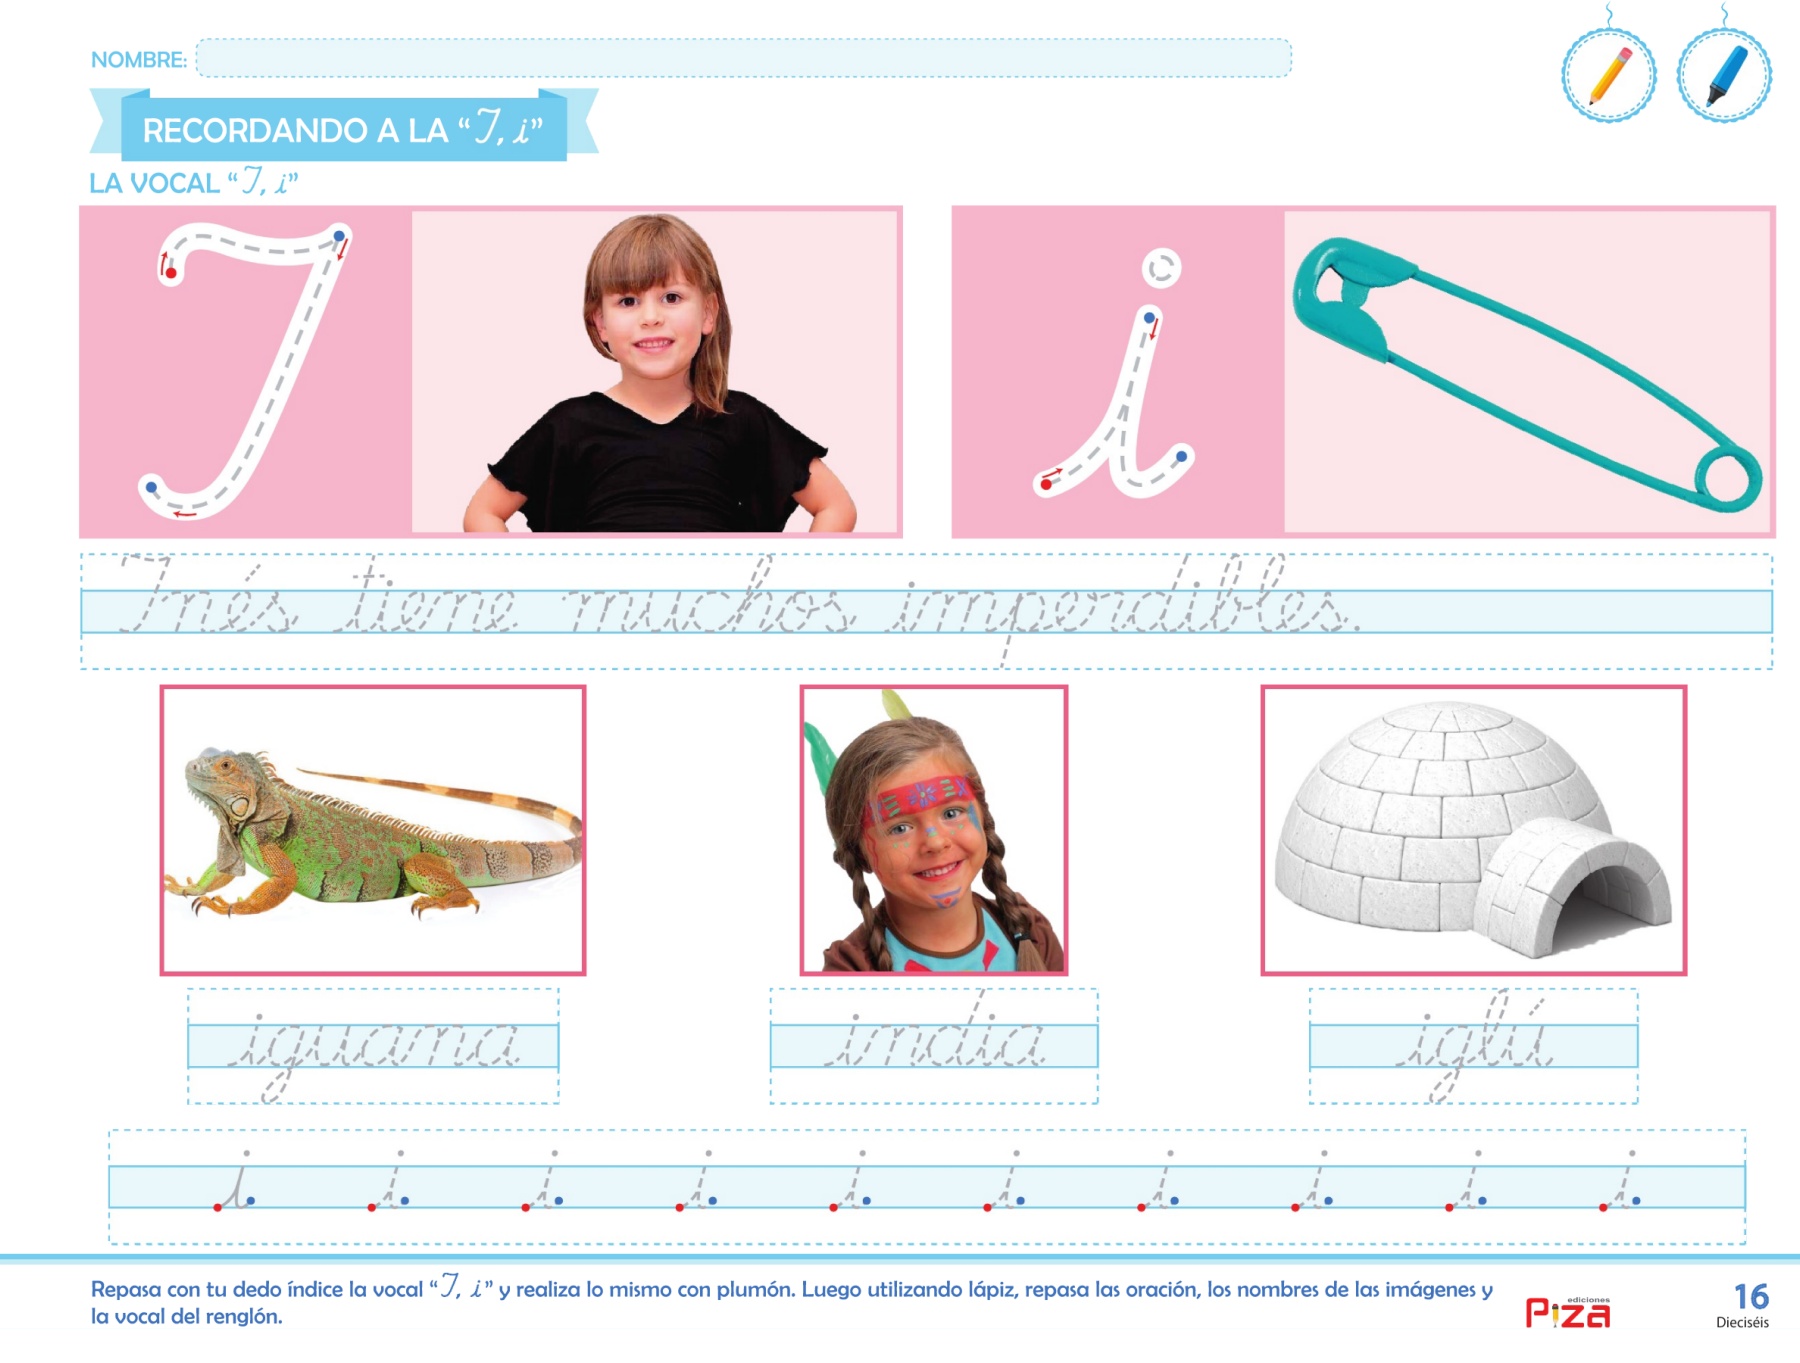 NOMBRE:
RECORDANDO A LA “I, i”
LA VOCAL “I, i”
I
i
Inés tiene muchos imperdibles.
iguana india iglú
i i i i i i i i i i
Repasa con tu dedo índice la vocal “I, i” y realiza lo mismo con plumón. Luego utilizando lápiz, repasa las oración, los nombres de las imágenes y
la vocal del renglón.
ediciones
Piza
16
Dieciséis